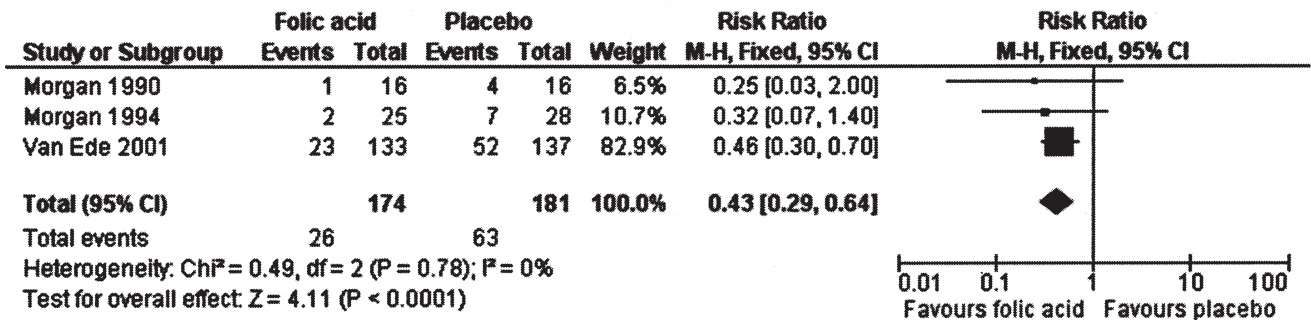 Folic acid Placebo Risk Ratio Risk Ratio
Study or Subgroup Events Total Events Total Weight M-H, Fixed, 95% CI M-H, Fixed, 95% CI
Morgan 1990 1 16 4 16 6.5% 0.25 [0.03, 2.00]
Morgan 1994 2 25 7 28 10.7% 0.32 [0.07, 1.40]
Van Ede 2001 23 133 52 137 82.9% 0.46 [0.30, 0.70]
Total (95% CI) 174 181 100.0% 0.43 [0.29, 0.64]
Total events 26 63
Heterogeneity: Chi² = 0.49, df = 2 (P = 0.78); I² = 0%
Test for overall effect: Z = 4.11 (P < 0.0001)
0.01 0.1 1 10 100
Favours folic acid Favours placebo